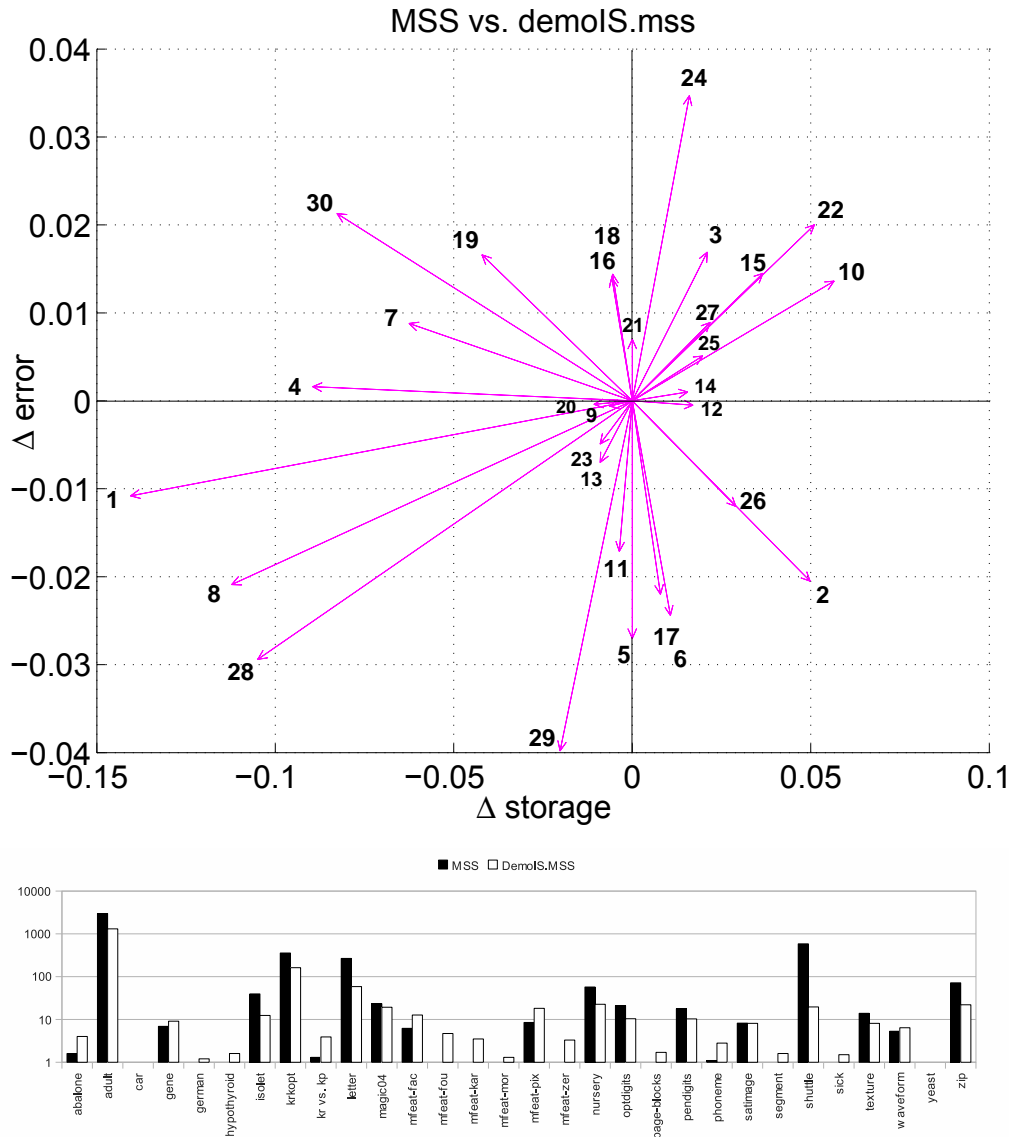 MSS vs. demoIS.mss
0.04
24
0.03
30
22
0.02
18
3
19
16
15
10
0.01
7
27
21
25
4
14
0
20
9
12
23
13
−0.01
1
26
11
−0.02
8
2
17
5
6
−0.03
28
29
−0.04
−0.15
−0.1
−0.05
0
0.05
0.1
Δ error
Δ storage
MSS
DemoIS.MSS
10000
1000
100
10
1
abalone
adult
car
gene
german
hypothyroid
isolet
krkopt
kr vs. kp
letter
magic04
mfeat-fac
mfeat-fou
mfeat-kar
mfeat-mor
mfeat-pix
mfeat-zer
nursery
optdigits
page-blocks
pendigits
phoneme
satimage
segment
shuttle
sick
texture
waveform
yeast
zip